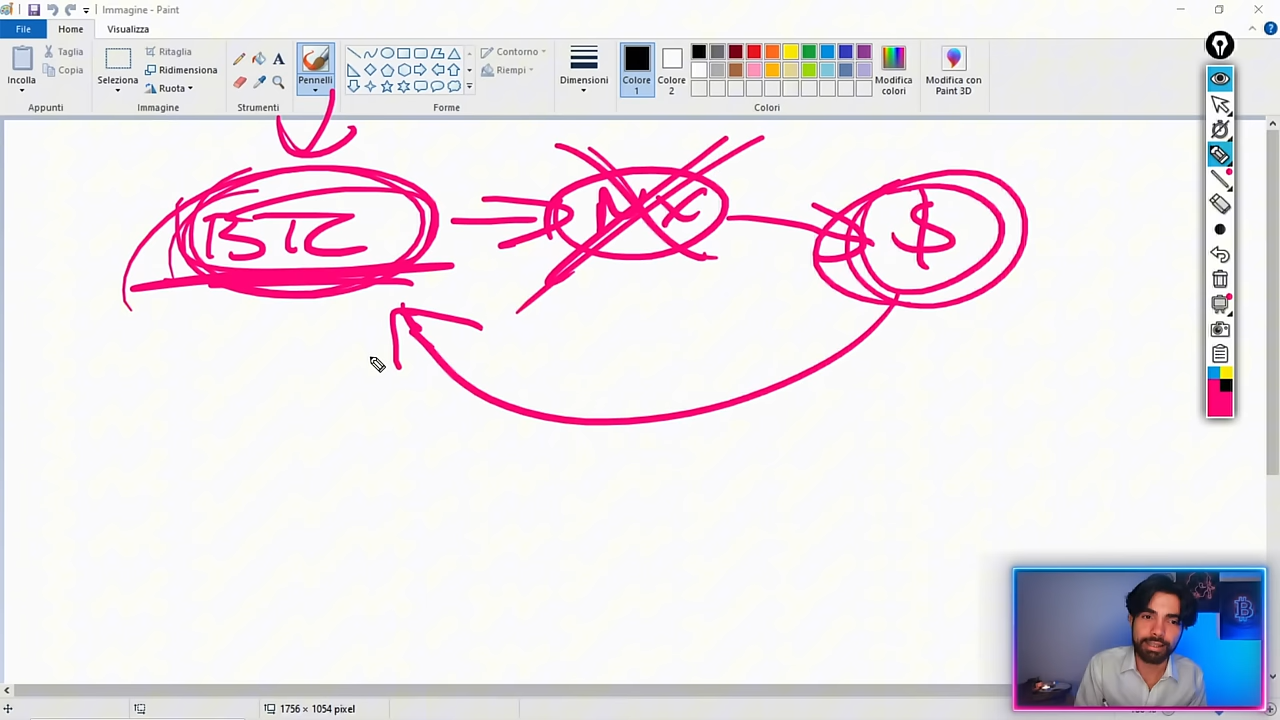 Immagine - Paint
File
Home
Visualizza
Incolla
Taglia
Copia
Appunti
Seleziona
Ritaglia
Ridimensiona
Ruota
Immagine
A
Strumenti
Pennelli
Contorno
Riempi
Forme
Dimensioni
Colore 1
Colore 2
Modifica colori
Colori
Modifica con Paint 3D
BTC
$
1756 × 1054 pixel